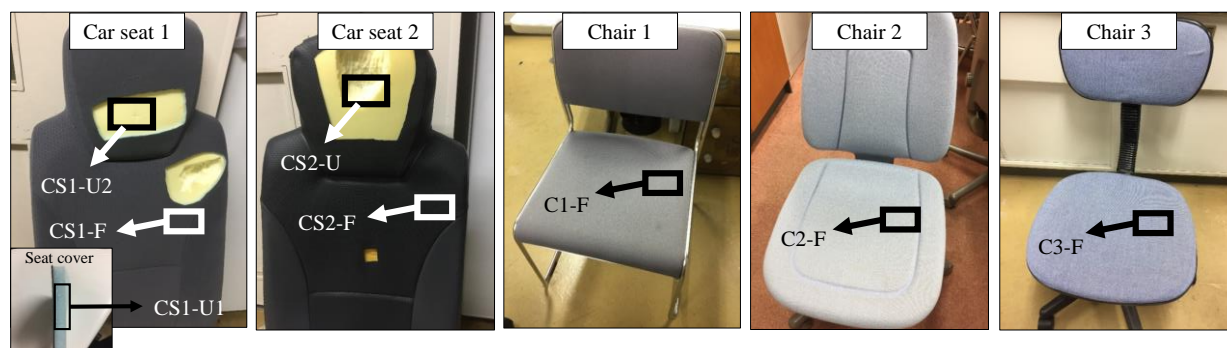 Car seat 1
CS1-U2
CS1-F
Seat cover
CS1-U1
Car seat 2
CS2-U
CS2-F
Chair 1
C1-F
Chair 2
C2-F
Chair 3
C3-F